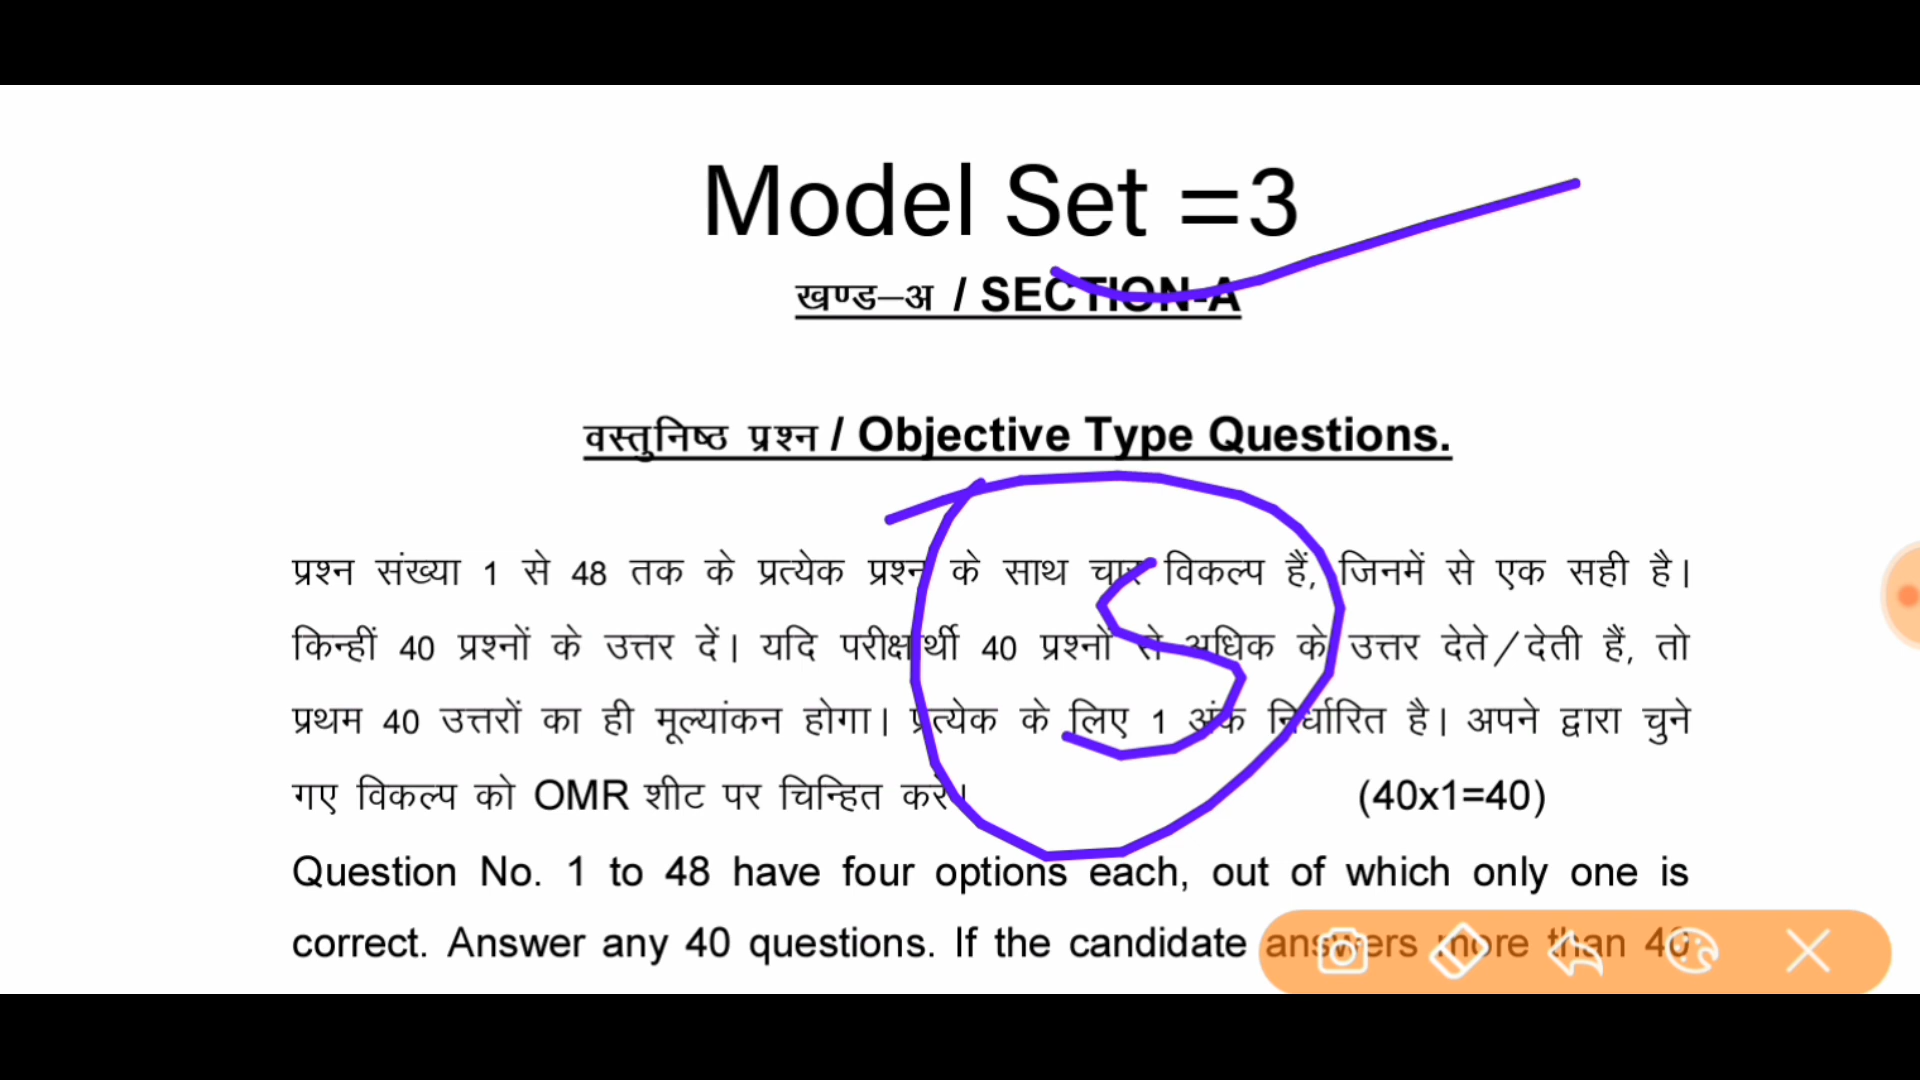 Model Set =3
खण्ड–अ / SECTION-A
वस्तुनिष्ठ प्रश्न / Objective Type Questions.
प्रश्न संख्या 1 से 48 तक के प्रत्येक प्रश्न के साथ चार विकल्प हैं, जिनमें से एक सही है।
किन्हीं 40 प्रश्नों के उत्तर दें। यदि परीक्षार्थी 40 प्रश्नों से अधिक के उत्तर देते/देती हैं, तो
प्रथम 40 उत्तरों का ही मूल्यांकन होगा। प्रत्येक के लिए 1 अंक निर्धारित है। अपने द्वारा चुने
गए विकल्प को OMR शीट पर चिन्हित करें। (40x1=40)
Question No. 1 to 48 have four options each, out of which only one is
correct. Answer any 40 questions. If the candidate answers more than 40
S